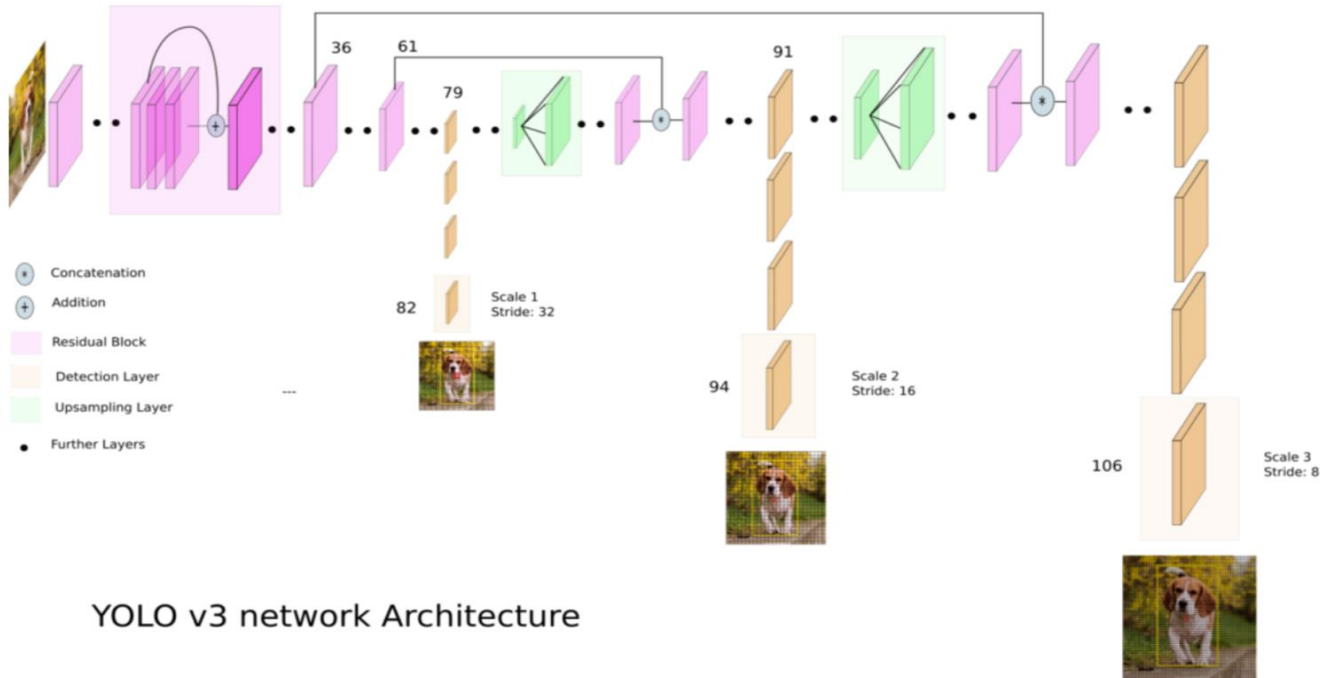 36
61
91
79
Concatenation
Addition
Residual Block
Detection Layer
Upsampling Layer
Further Layers
---
82
Scale 1
Stride: 32
94
Scale 2
Stride: 16
106
Scale 3
Stride: 8
YOLO v3 network Architecture